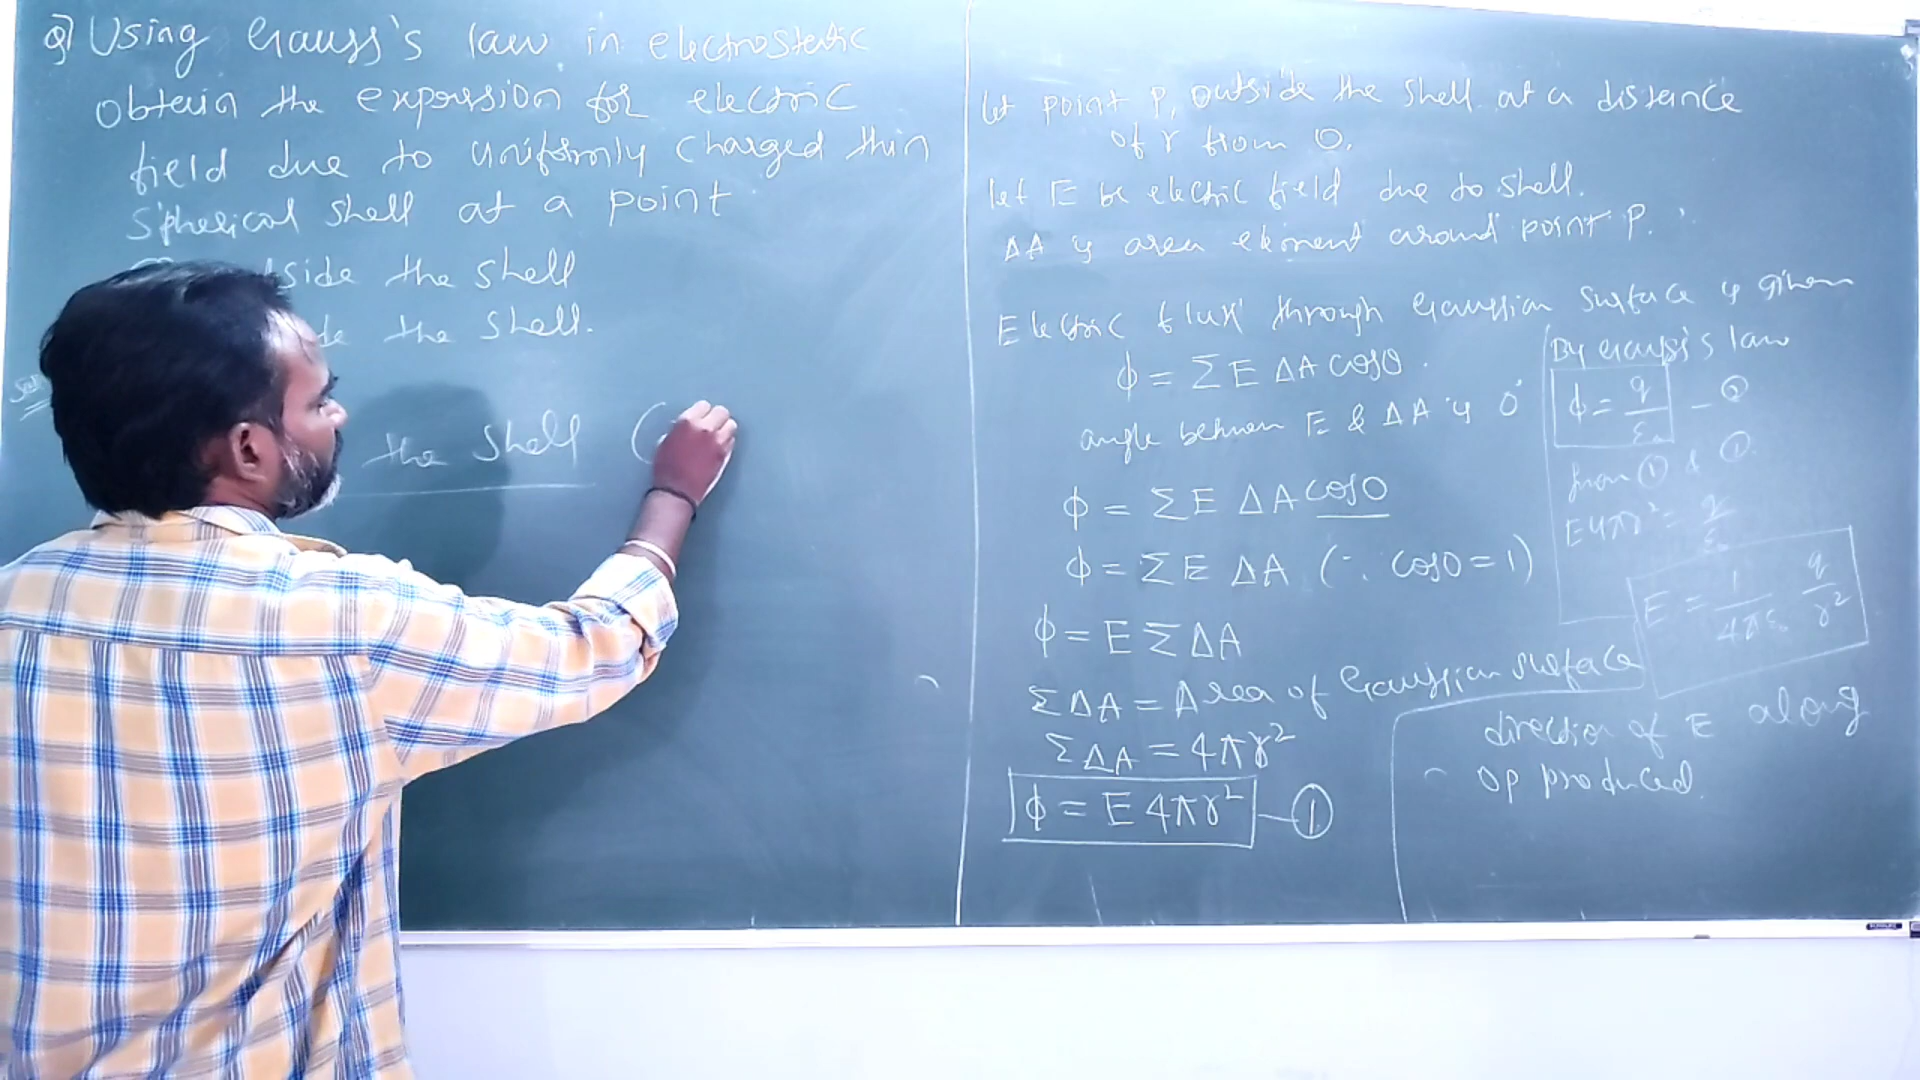 Q] Using Gauss's law in electrostatic
obtain the expression for electric
field due to uniformly charged thin
spherical shell at a point
side the shell
de the shell.
Sol
the shell (
let point P, outside the shell at a distance
of r from O.
let E be electric field due to shell.
ΔA is area element around point P.
Electric flux through Gaussian surface is given
ϕ = Σ E ΔA cosθ
angle between E & ΔA is 0°
ϕ = Σ E ΔA cos0
ϕ = Σ E ΔA (∵ cos0 = 1)
ϕ = E Σ ΔA
ΣΔA = Area of Gaussian surface
ΣΔA = 4πr²
ϕ = E 4πr² — ①
By Gauss's law
ϕ = q/ε₀ — ②
from ① & ②
E4πr² = q/ε₀
E = 1/4πε₀ q/r²
direction of E along
op produced.